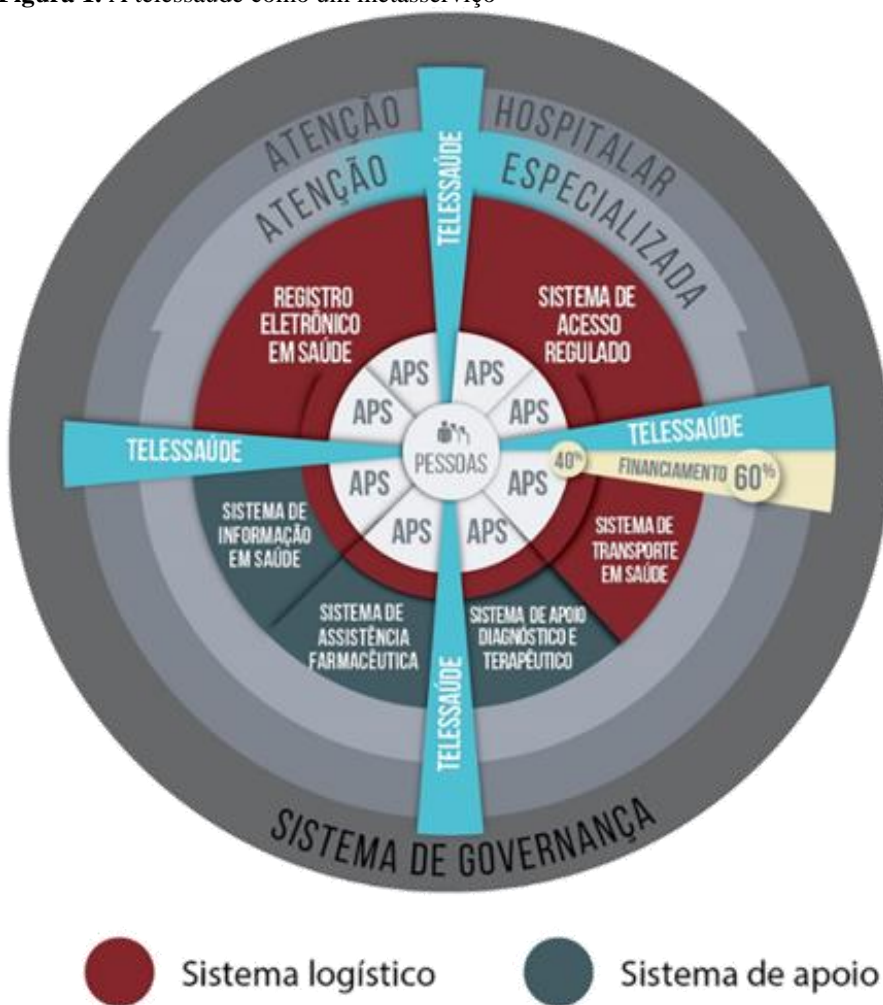 Figura 1. A telessaúde como um metasserviço
ATENÇÃO HOSPITALAR
ATENÇÃO ESPECIALIZADA
TELESSAÚDE
REGISTRO
ELETRÔNICO
EM SAÚDE
SISTEMA DE
ACESSO
REGULADO
APS
APS
APS
APS
PESSOAS
TELESSAÚDE
TELESSAÚDE
40%
FINANCIAMENTO 60%
APS
APS
APS
APS
SISTEMA DE
INFORMAÇÃO
EM SAÚDE
SISTEMA DE
TRANSPORTE
EM SAÚDE
SISTEMA DE
ASSISTÊNCIA
FARMACÊUTICA
SISTEMA DE APOIO
DIAGNÓSTICO E
TERAPÊUTICO
TELESSAÚDE
SISTEMA DE GOVERNANÇA
Sistema logístico
Sistema de apoio